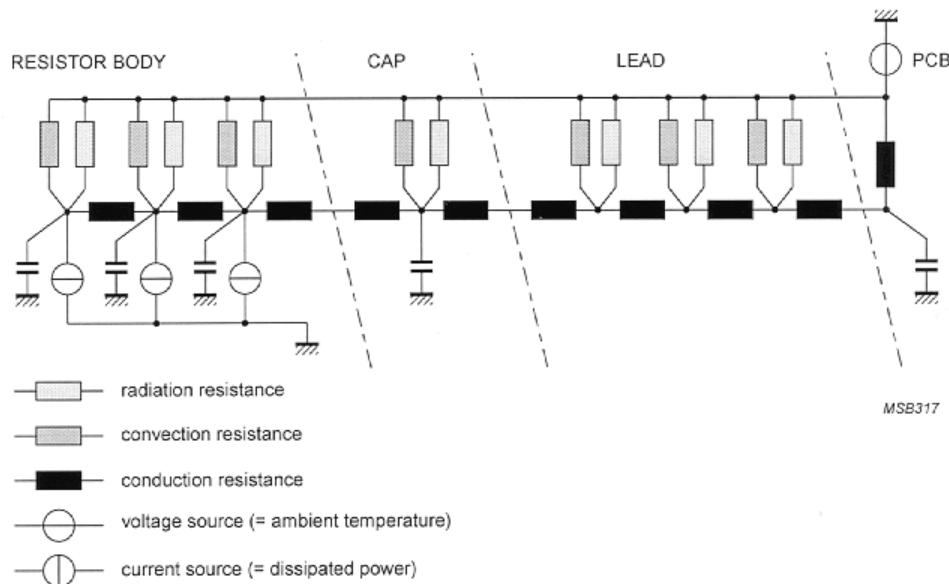 RESISTOR BODY
CAP
LEAD
PCB
radiation resistance
MSB317
convection resistance
conduction resistance
voltage source (= ambient temperature)
current source (= dissipated power)